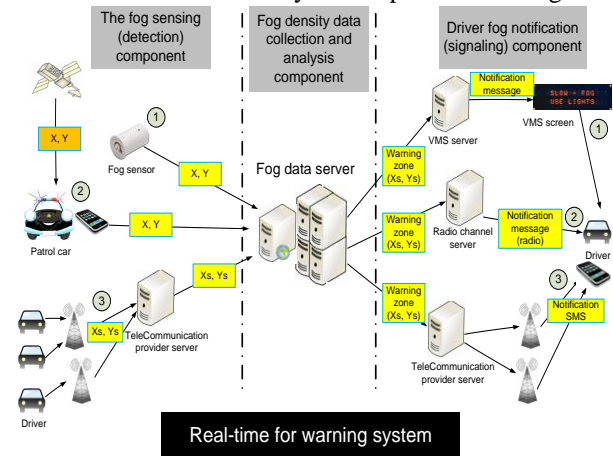 The fog sensing
(detection)
component
Fog density data
collection and
analysis
component
Driver fog notification
(signaling) component
X, Y
1
Fog sensor
X, Y
2
Patrol car
X, Y
3
Xs, Ys
TeleCommunication
provider server
Xs, Ys
Driver
Fog data server
Warning
zone
(Xs, Ys)
VMS server
Notification
message
SLOW - FOG
USE LIGHTS
VMS screen
1
Warning
zone
(Xs, Ys)
Radio channel
server
Notification
message
(radio)
2
Driver
Warning
zone
(Xs, Ys)
TeleCommunication
provider server
3
Notification
SMS
Real-time for warning system